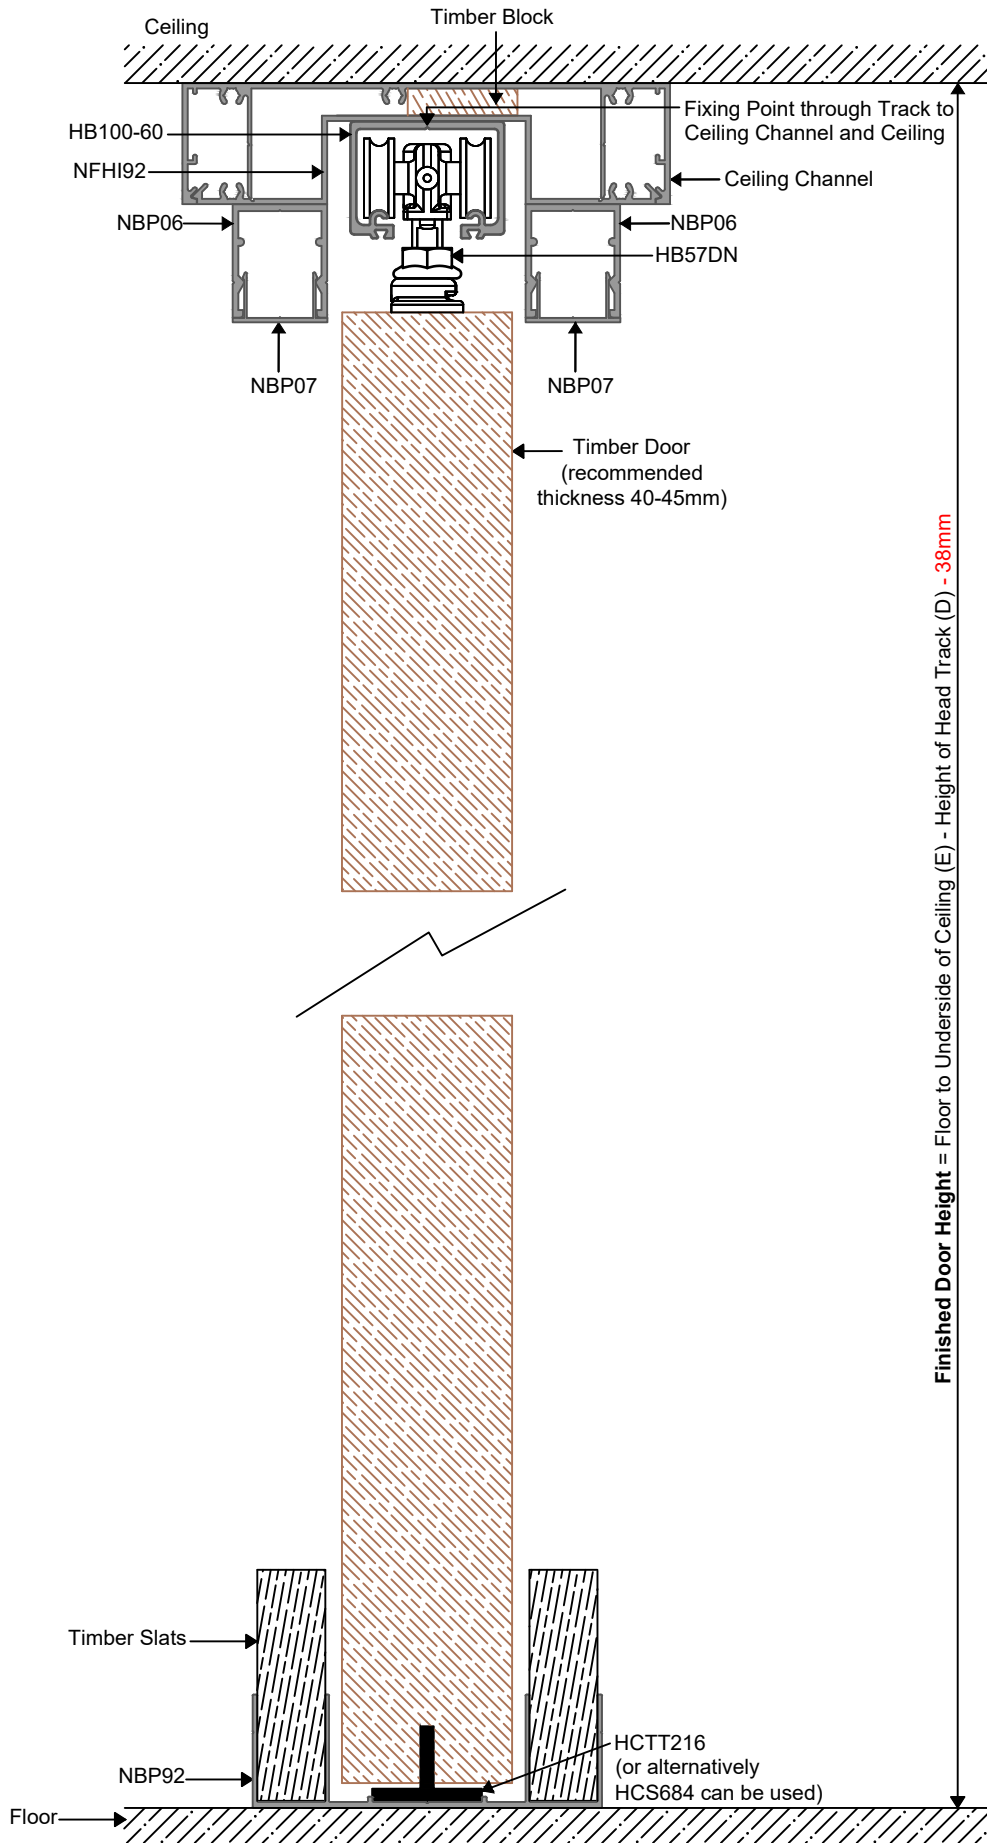 Timber Block
Ceiling
HB100-60
Fixing Point through Track to
Ceiling Channel and Ceiling
NFHI92
Ceiling Channel
NBP06
NBP06
HB57DN
NBP07
NBP07
Timber Door
(recommended
thickness 40-45mm)
Finished Door Height = Floor to Underside of Ceiling (E) - Height of Head Track (D) - 38mm
Timber Slats
HCTT216
(or alternatively
HCS684 can be used)
NBP92
Floor